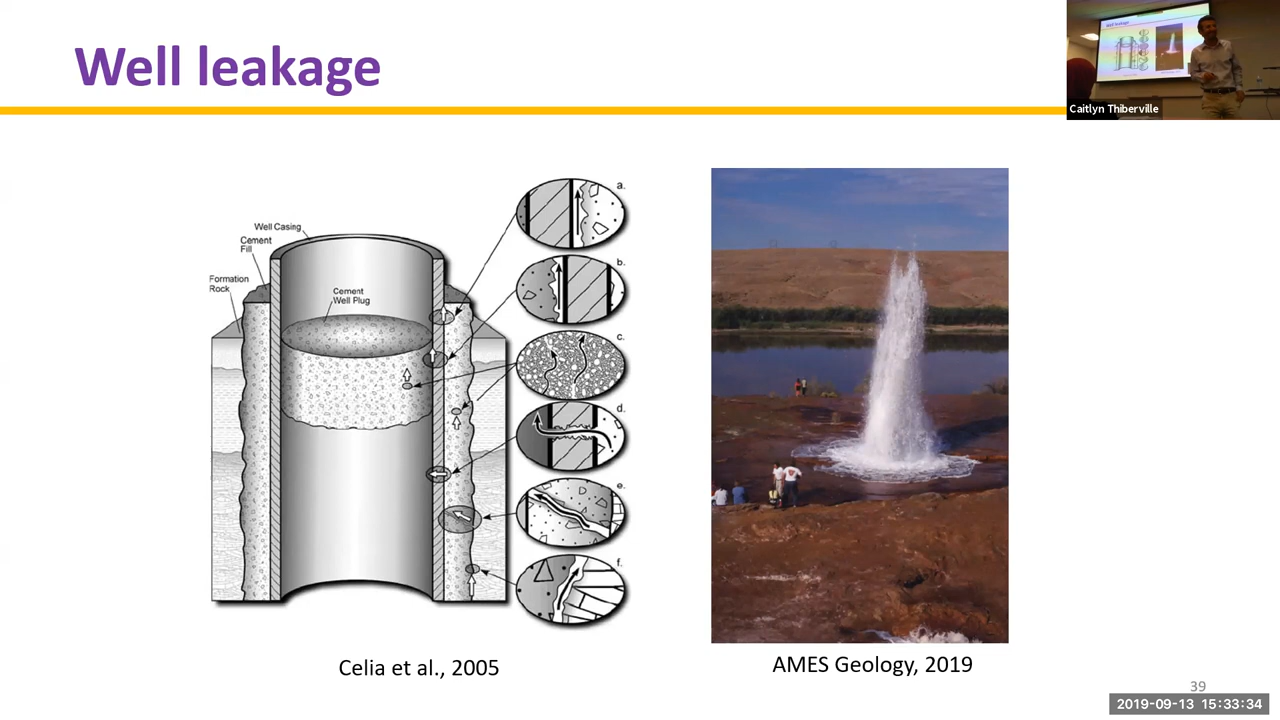 Well leakage
Caitlyn Thiberville
Well Casing
Cement
Fill
Formation
Rock
Cement
Well Plug
a.
b.
c.
d.
e.
f.
Celia et al., 2005
AMES Geology, 2019
39
2019-09-13 15:33:34